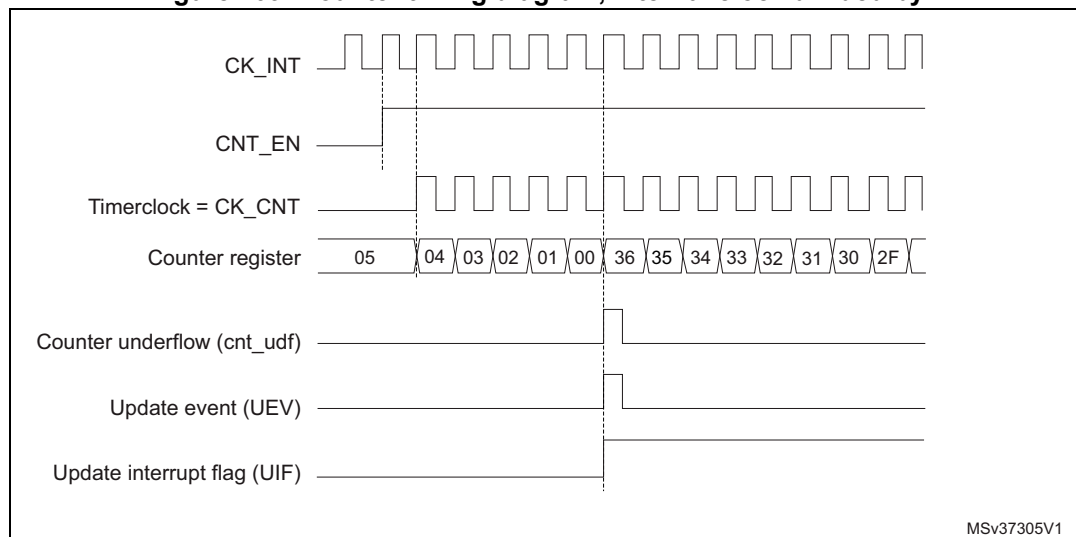 CK_INT
CNT_EN
Timerclock = CK_CNT
Counter register 05 04 03 02 01 00 36 35 34 33 32 31 30 2F
Counter underflow (cnt_udf)
Update event (UEV)
Update interrupt flag (UIF)
MSv37305V1